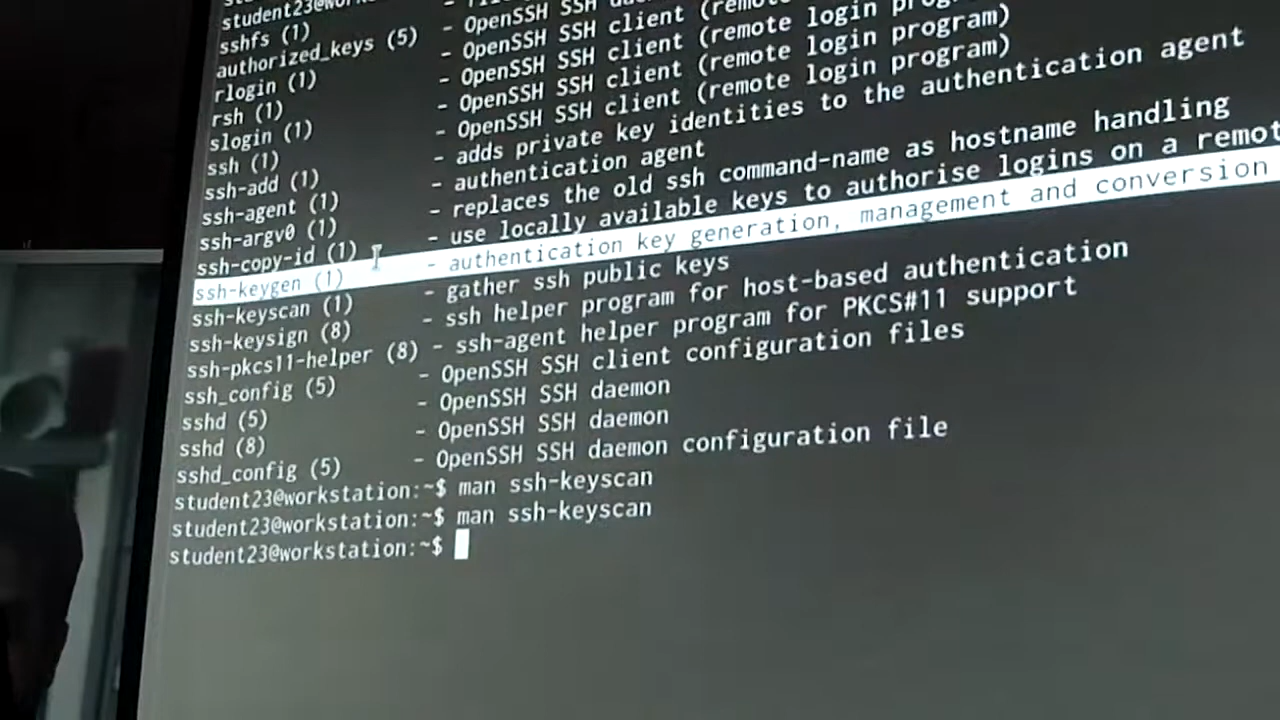 student23@wor
sshfs (1)
authorized_keys (5) - OpenSSH SSH
rlogin (1) - OpenSSH SSH client (remote
rsh (1) - OpenSSH SSH client (remote login prog
slogin (1) - OpenSSH SSH client (remote login program)
ssh (1) - OpenSSH SSH client (remote login program)
ssh-add (1) - adds private key identities to the authentication agent
ssh-agent (1) - authentication agent
ssh-argv0 (1) - replaces the old ssh command-name as hostname handling
ssh-copy-id (1) - use locally available keys to authorise logins on a remot
ssh-keygen (1) - authentication key generation, management and conversion
ssh-keyscan (1) - gather ssh public keys
ssh-keysign (8) - ssh helper program for host-based authentication
ssh-pkcs11-helper (8) - ssh-agent helper program for PKCS#11 support
ssh_config (5) - OpenSSH SSH client configuration files
sshd (5) - OpenSSH SSH daemon
sshd (8) - OpenSSH SSH daemon
sshd_config (5) - OpenSSH SSH daemon configuration file
student23@workstation:~$ man ssh-keyscan
student23@workstation:~$ man ssh-keyscan
student23@workstation:~$